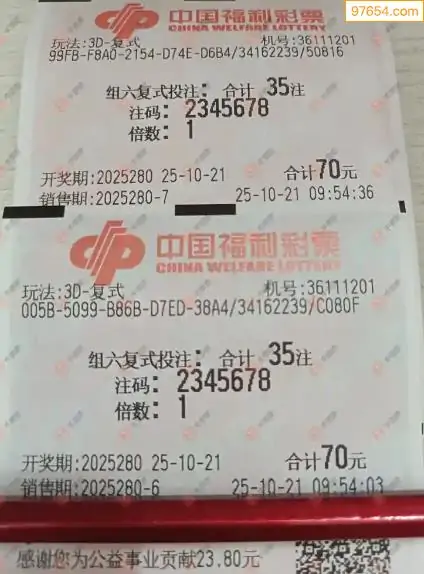 97654.com
中国福利彩票
CHINA WELFARE LOTTERY
玩法:3D-复式 机号:36111201
99FB-F8A0-2154-D74E-D6B4/34162239/50816
组六复式投注: 合计 35注
注码: 2345678
倍数: 1
开奖期:2025280 25-10-21 合计70元
销售期:2025280-7 25-10-21 09:54:36
中国福利彩票
CHINA WELFARE LOTTERY
玩法:3D-复式 机号:36111201
005B-5099-B86B-D7ED-38A4/34162239/C080F
组六复式投注: 合计 35注
注码: 2345678
倍数: 1
开奖期:2025280 25-10-21 合计70元
销售期:2025280-6 25-10-21 09:54:03
感谢您为公益事业贡献23.80元